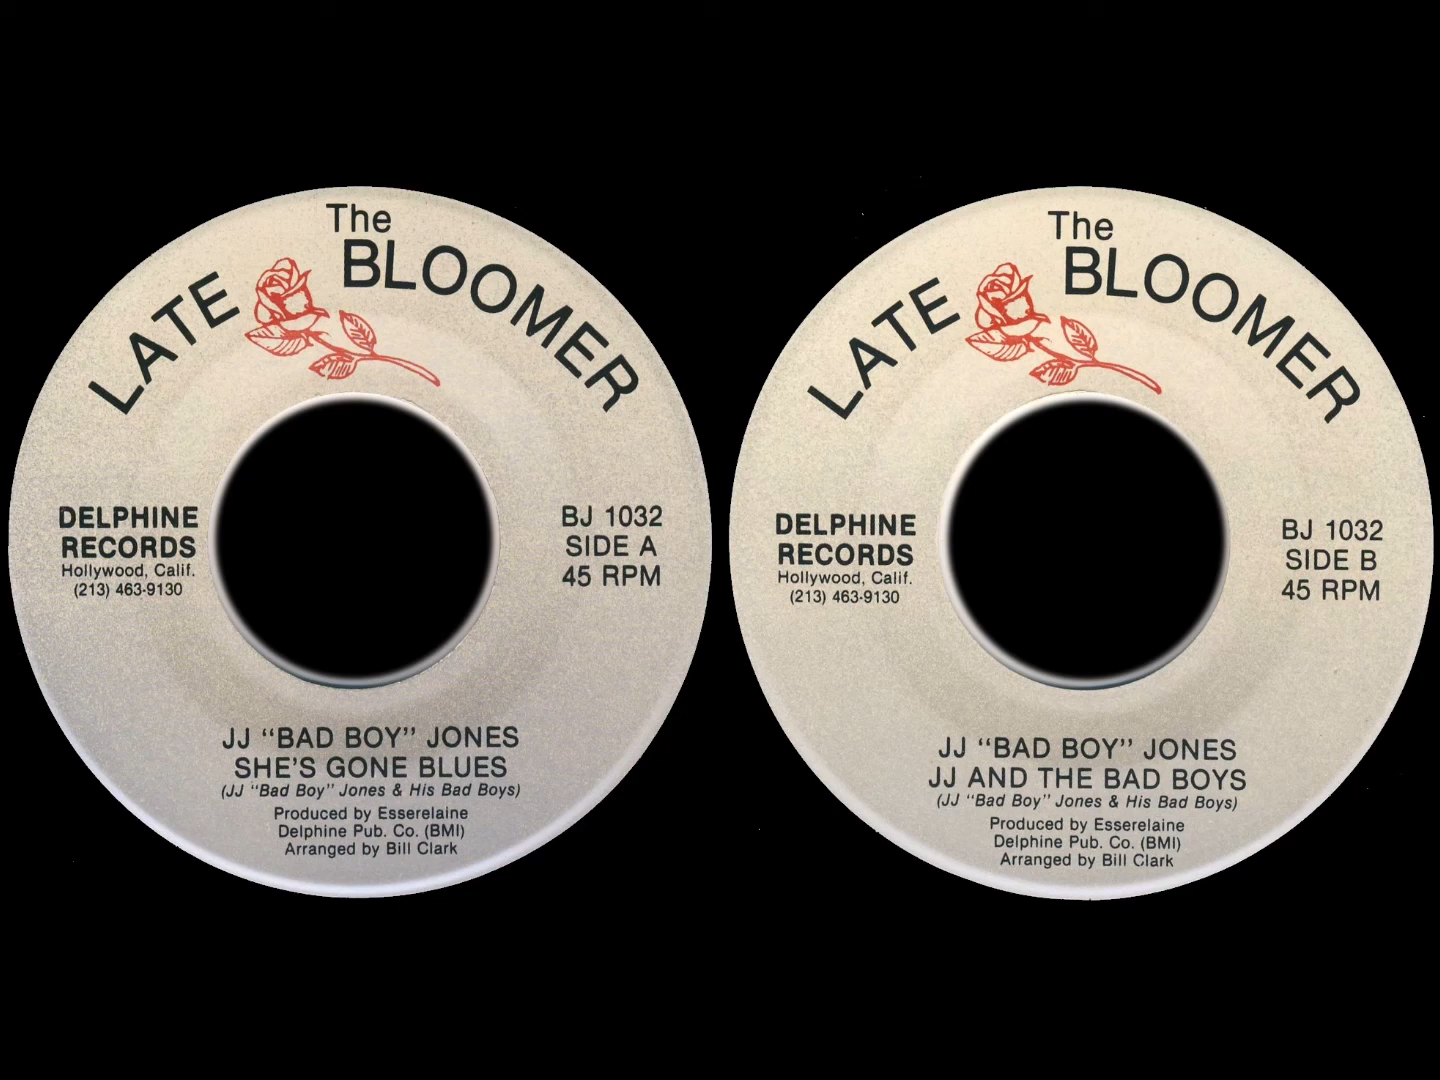 The
LATE BLOOMER
DELPHINE
RECORDS
Hollywood, Calif.
(213) 463-9130
BJ 1032
SIDE A
45 RPM
JJ “BAD BOY” JONES
SHE'S GONE BLUES
(JJ “Bad Boy” Jones & His Bad Boys)
Produced by Esserelaine
Delphine Pub. Co. (BMI)
Arranged by Bill Clark
The
LATE BLOOMER
DELPHINE
RECORDS
Hollywood, Calif.
(213) 463-9130
BJ 1032
SIDE B
45 RPM
JJ “BAD BOY” JONES
JJ AND THE BAD BOYS
(JJ “Bad Boy” Jones & His Bad Boys)
Produced by Esserelaine
Delphine Pub. Co. (BMI)
Arranged by Bill Clark